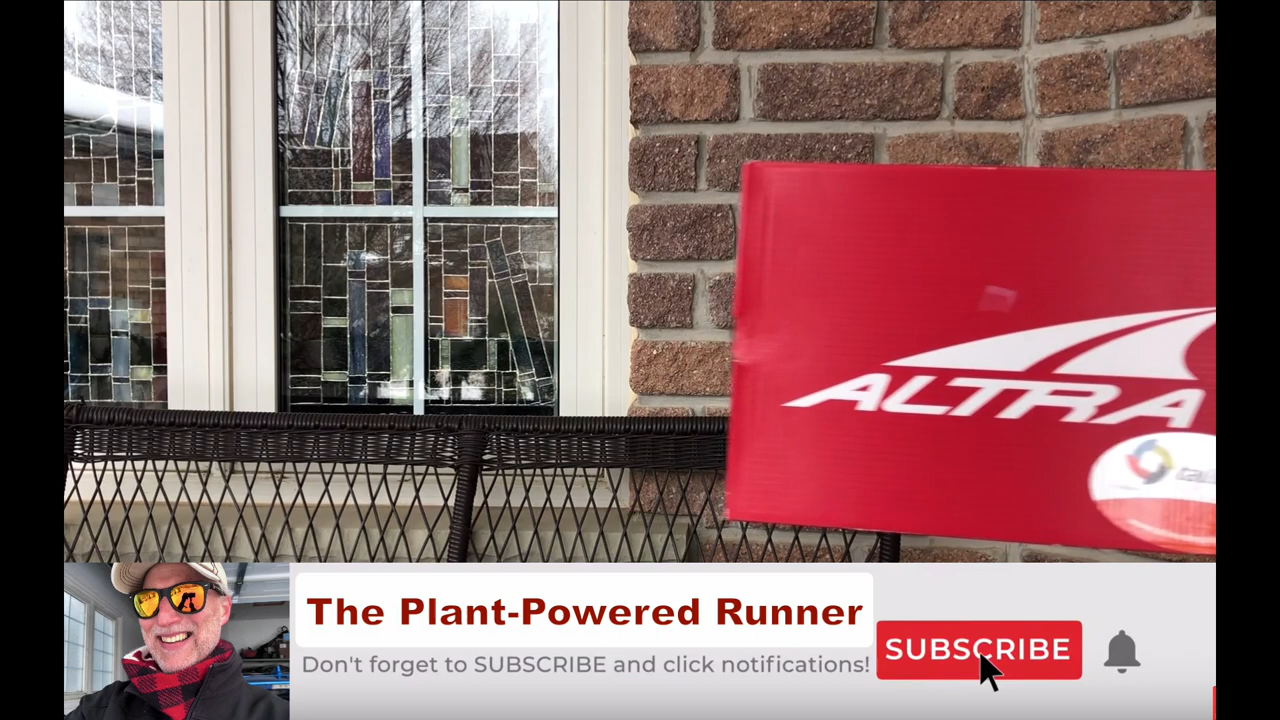 ALTRA
The Plant-Powered Runner
Don't forget to SUBSCRIBE and click notifications!
SUBSCRIBE